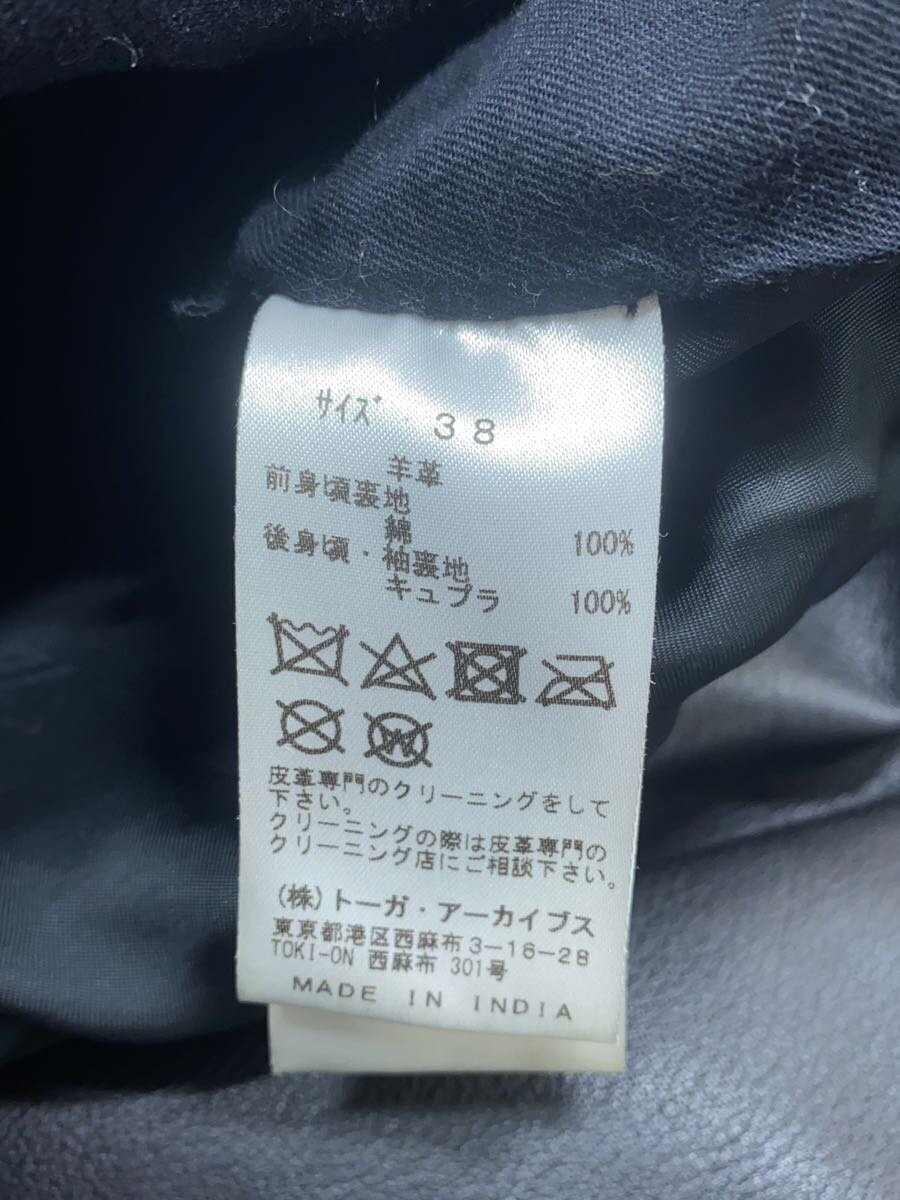 サイズ 38
羊革
前身頃裏地
綿 100%
後身頃・袖裏地
キュプラ 100%
皮革専門のクリーニングをして
下さい。
クリーニングの際は皮革専門の
クリーニング店にご相談下さい。
(株)トーガ・アーカイブス
東京都港区西麻布3-16-28
TOKI-ON 西麻布 301号
MADE IN INDIA